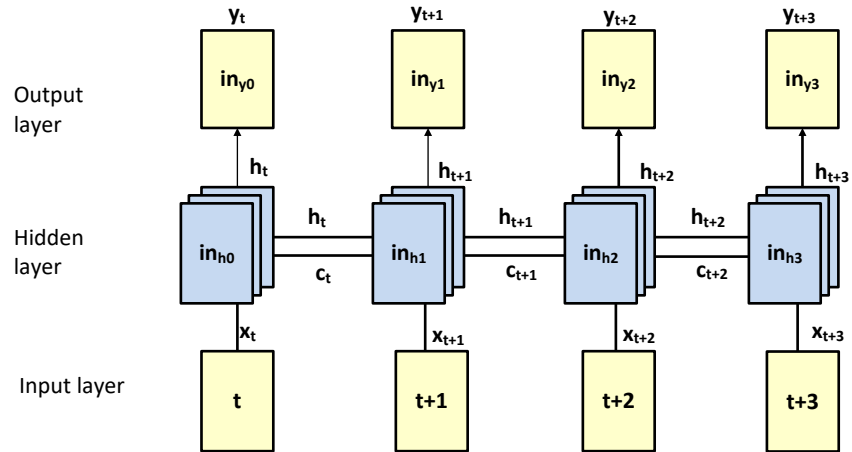 yt yt+1 yt+2 yt+3
iny0 iny1 iny2 iny3
Output
layer
ht ht+1 ht+2 ht+3
ht ht+1 ht+2
Hidden
layer
inh0 inh1 inh2 inh3
ct ct+1 ct+2
xt xt+1 xt+2 xt+3
Input layer t t+1 t+2 t+3